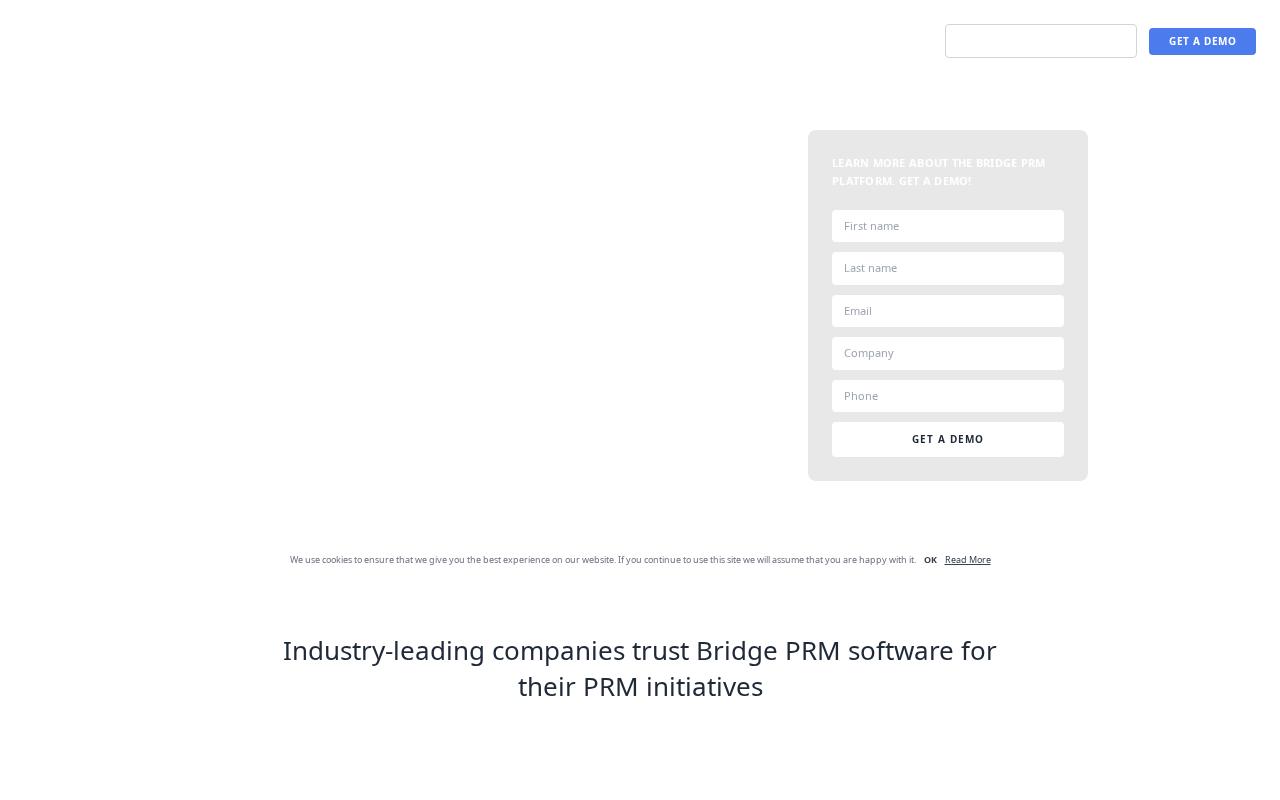 GET A DEMO
LEARN MORE ABOUT THE BRIDGE PRM
PLATFORM. GET A DEMO!
First name
Last name
Email
Company
Phone
GET A DEMO
We use cookies to ensure that we give you the best experience on our website. If you continue to use this site we will assume that you are happy with it. OK Read More
Industry-leading companies trust Bridge PRM software for
their PRM initiatives